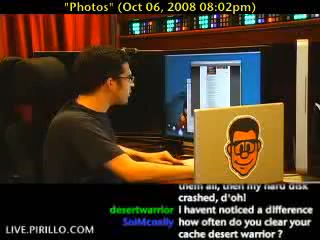 "Photos" (Oct 06, 2008 08:02pm)
them all, then my hard disk
crashed, d'oh!
desertwarrior i havent noticed a difference
SolMcnally how often do you clear your
cache desert warrior ?
LIVE.PIRILLO.COM